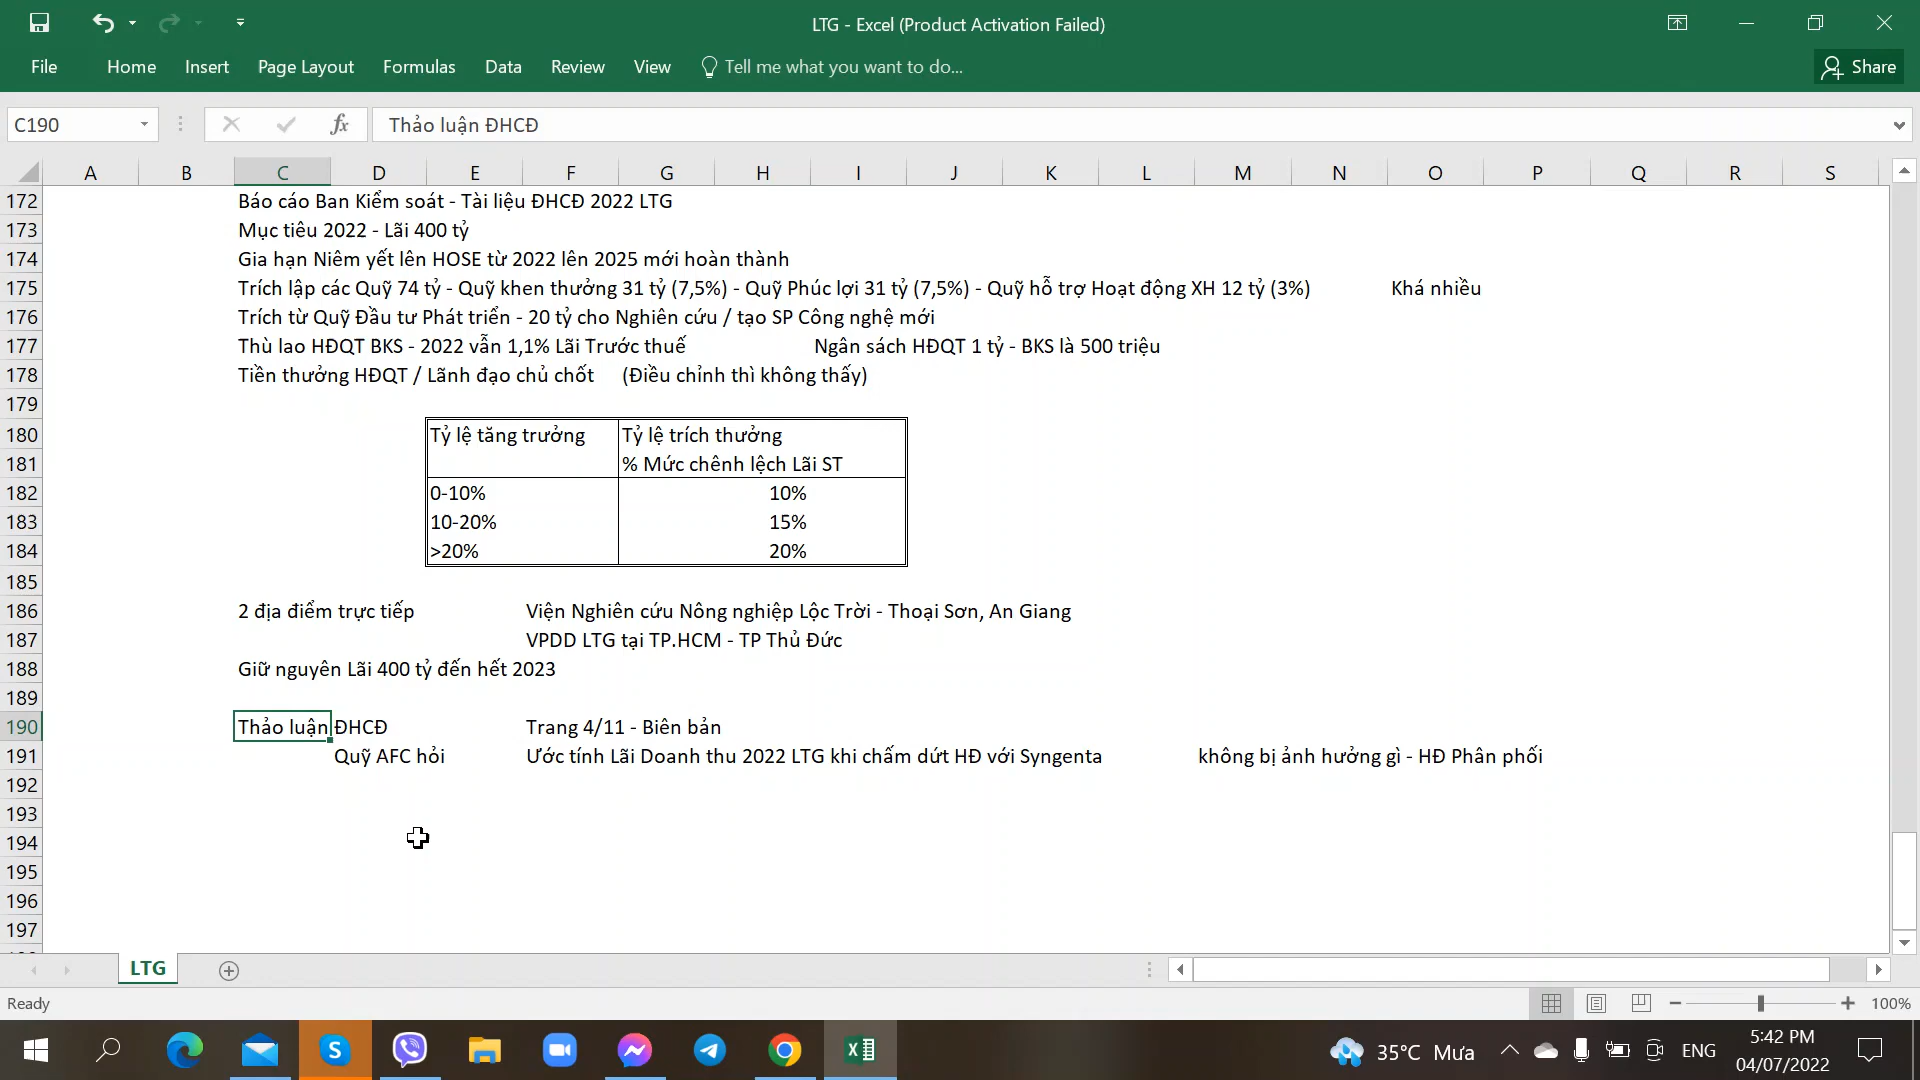 LTG - Excel (Product Activation Failed)
File Home Insert Page Layout Formulas Data Review View Tell me what you want to do... Share
C190 fx Thảo luận ĐHCĐ
A B C D E F G H I J K L M N O P Q R S
172 Báo cáo Ban Kiểm soát - Tài liệu ĐHCĐ 2022 LTG
173 Mục tiêu 2022 - Lãi 400 tỷ
174 Gia hạn Niêm yết lên HOSE từ 2022 lên 2025 mới hoàn thành
175 Trích lập các Quỹ 74 tỷ - Quỹ khen thưởng 31 tỷ (7,5%) - Quỹ Phúc lợi 31 tỷ (7,5%) - Quỹ hỗ trợ Hoạt động XH 12 tỷ (3%) Khá nhiều
176 Trích từ Quỹ Đầu tư Phát triển - 20 tỷ cho Nghiên cứu / tạo SP Công nghệ mới
177 Thù lao HĐQT BKS - 2022 vẫn 1,1% Lãi Trước thuế Ngân sách HĐQT 1 tỷ - BKS là 500 triệu
178 Tiền thưởng HĐQT / Lãnh đạo chủ chốt (Điều chỉnh thì không thấy)
179
180 Tỷ lệ tăng trưởng Tỷ lệ trích thưởng
181 % Mức chênh lệch Lãi ST
182 0-10% 10%
183 10-20% 15%
184 >20% 20%
185
186 2 địa điểm trực tiếp Viện Nghiên cứu Nông nghiệp Lộc Trời - Thoại Sơn, An Giang
187 VPDD LTG tại TP.HCM - TP Thủ Đức
188 Giữ nguyên Lãi 400 tỷ đến hết 2023
189
190 Thảo luận ĐHCĐ Trang 4/11 - Biên bản
191 Quỹ AFC hỏi Ước tính Lãi Doanh thu 2022 LTG khi chấm dứt HĐ với Syngenta không bị ảnh hưởng gì - HĐ Phân phối
192
193
194
195
196
197
LTG
Ready 100%
35°C Mưa ENG 5:42 PM
04/07/2022